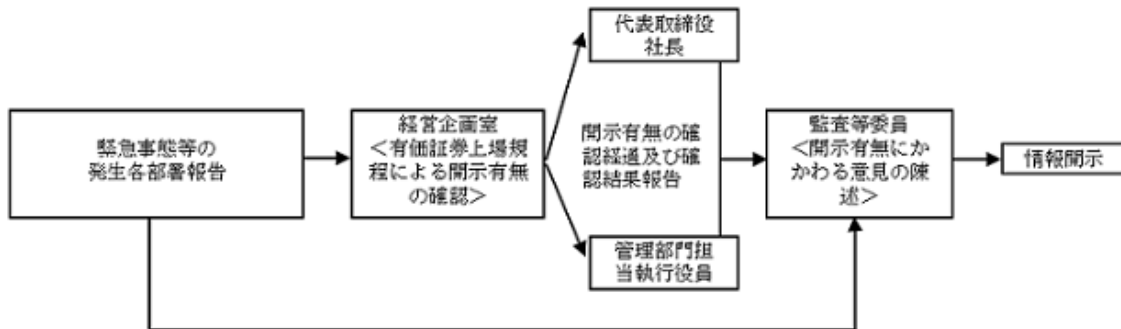 緊急事態等の
発生各部署報告
経営企画室
<有価証券上場規
程による開示有無
の確認>
代表取締役
社長
開示有無の確
認経過及び確
認結果報告
管理部門担
当執行役員
監査等委員
<開示有無にか
かわる意見の陳
述>
情報開示